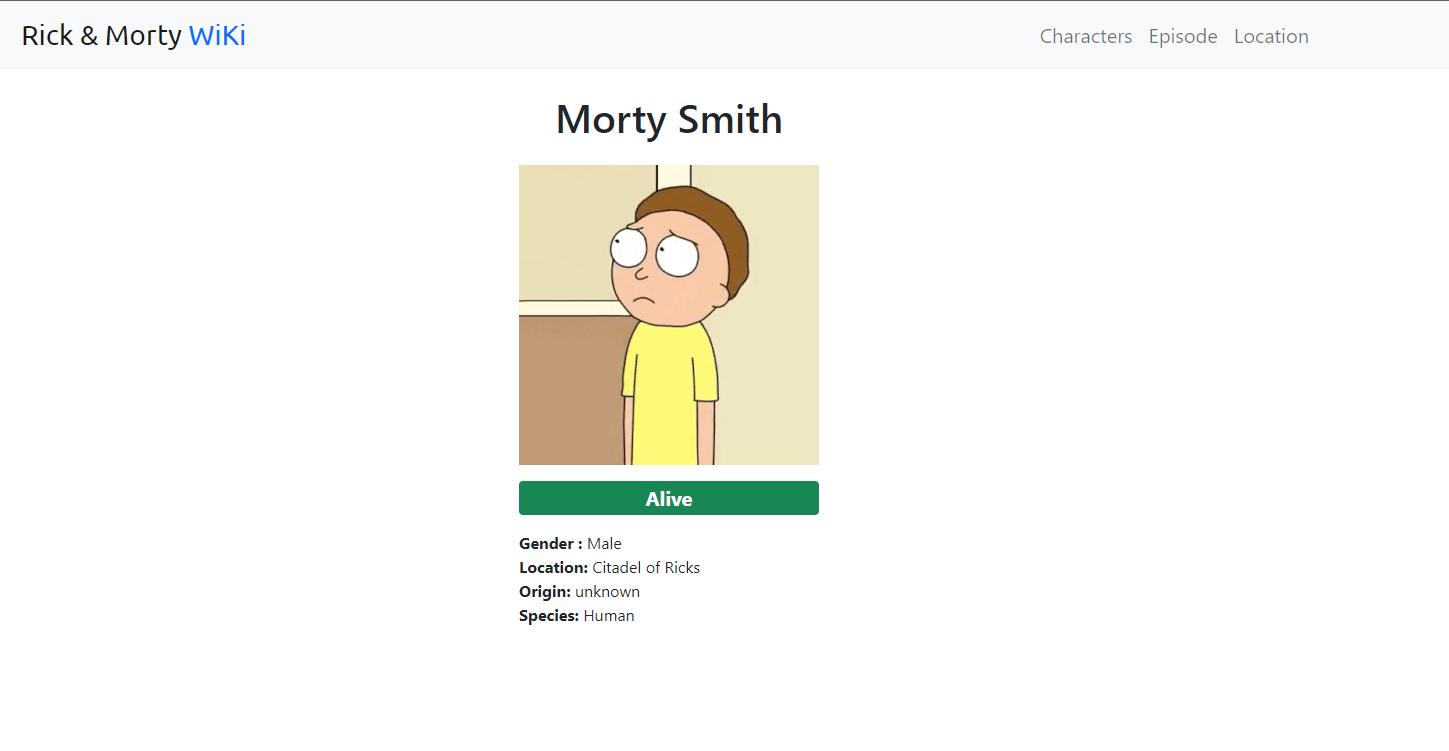 Rick & Morty WiKi
Characters Episode Location
Morty Smith
Alive
Gender : Male
Location: Citadel of Ricks
Origin: unknown
Species: Human